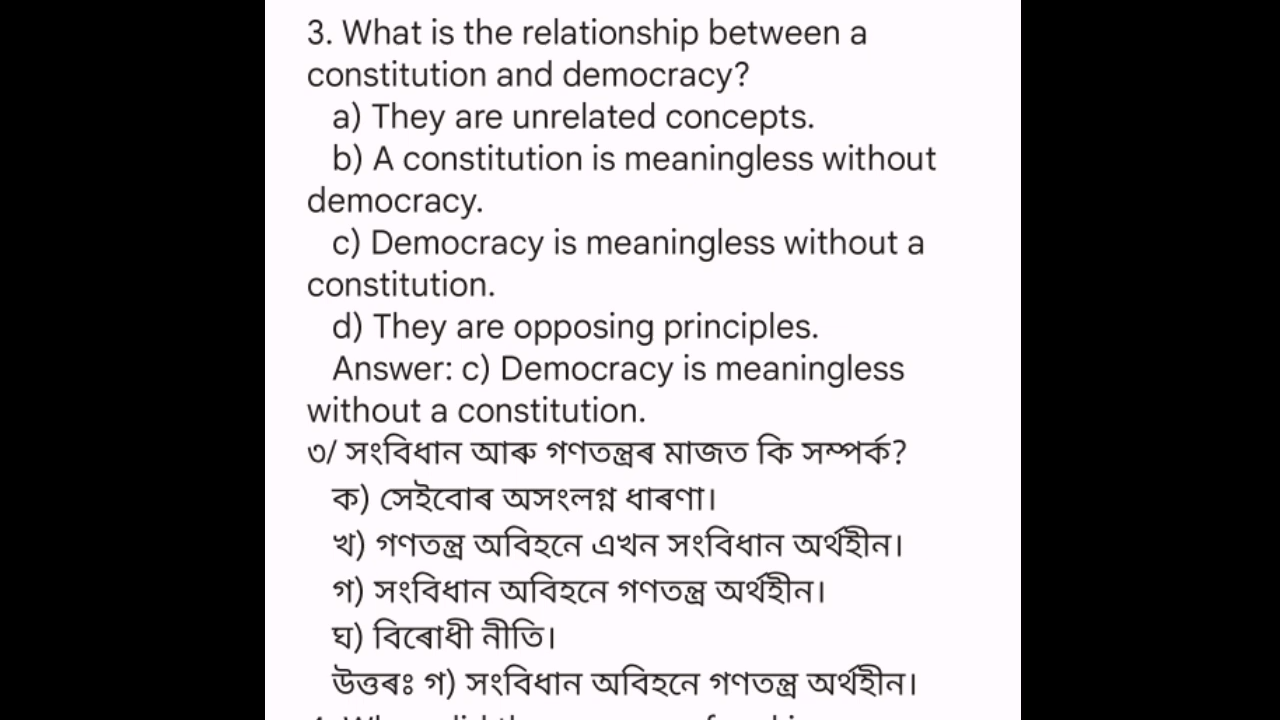 3. What is the relationship between a
constitution and democracy?
a) They are unrelated concepts.
b) A constitution is meaningless without
democracy.
c) Democracy is meaningless without a
constitution.
d) They are opposing principles.
Answer: c) Democracy is meaningless
without a constitution.
৩/ সংবিধান আৰু গণতন্ত্ৰৰ মাজত কি সম্পৰ্ক?
ক) সেইবোৰ অসংলগ্ন ধাৰণা।
খ) গণতন্ত্ৰ অবিহনে এখন সংবিধান অৰ্থহীন।
গ) সংবিধান অবিহনে গণতন্ত্ৰ অৰ্থহীন।
ঘ) বিৰোধী নীতি।
উত্তৰঃ গ) সংবিধান অবিহনে গণতন্ত্ৰ অৰ্থহীন।